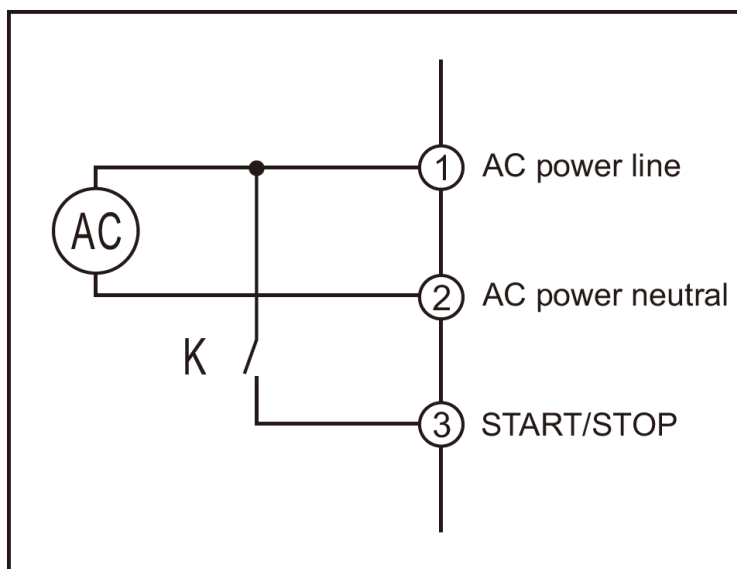 1 AC power line
AC
2 AC power neutral
K
3 START/STOP